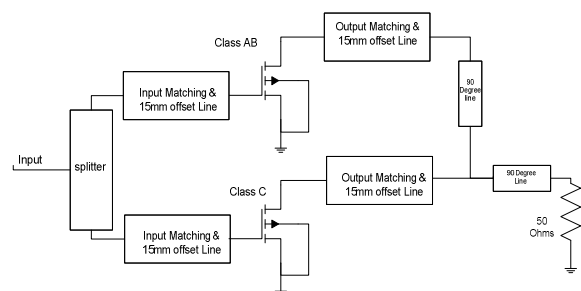 Class AB
Output Matching &
15mm offset Line
Input Matching &
15mm offset Line
90
Degree
line
Input
splitter
Class C
Output Matching &
15mm offset Line
90 Degree
Line
Input Matching &
15mm offset Line
50
Ohms